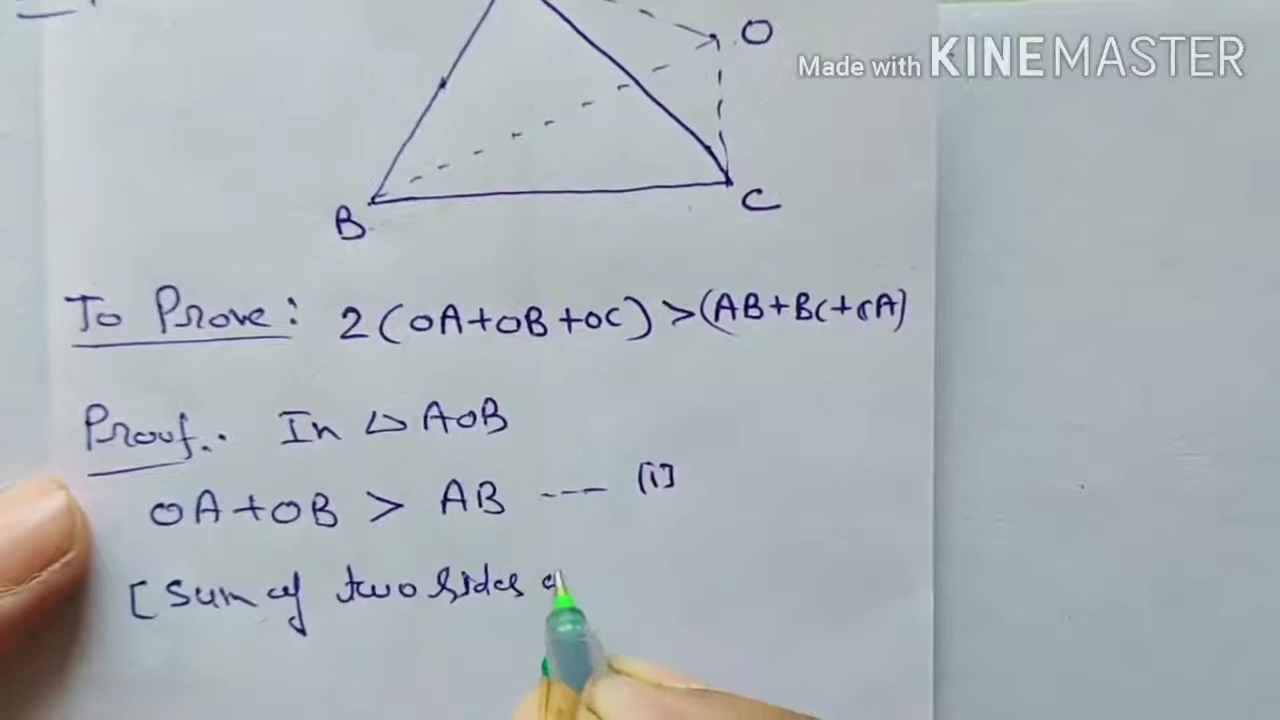 O
Made with KINEMASTER
B
C
To Prove: 2(OA+OB+OC) > (AB+BC+CA)
Proof.. In △ AOB
OA+OB > AB --- [i]
[Sum of two sides